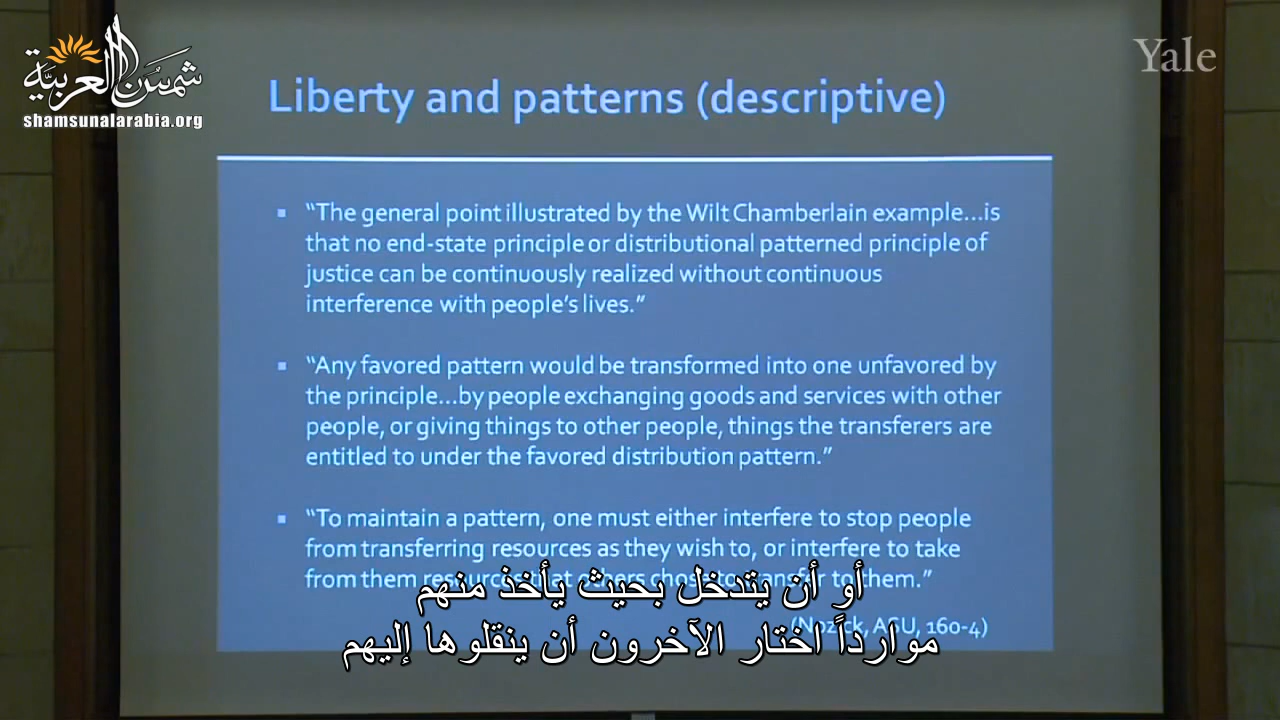 شمس العربية
shamsunalarabia.org
Yale
Liberty and patterns (descriptive)
▪ “The general point illustrated by the Wilt Chamberlain example…is
that no end-state principle or distributional patterned principle of
justice can be continuously realized without continuous
interference with people’s lives.”
▪ “Any favored pattern would be transformed into one unfavored by
the principle…by people exchanging goods and services with other
people, or giving things to other people, things the transferers are
entitled to under the favored distribution pattern.”
▪ “To maintain a pattern, one must either interfere to stop people
from transferring resources as they wish to, or interfere to take
from them resources that others chose to transfer to them.”
(Nozick, ASU, 160-4)
أو أن يتدخل بحيث يأخذ منهم
موارداً اختار الآخرون أن ينقلوها إليهم